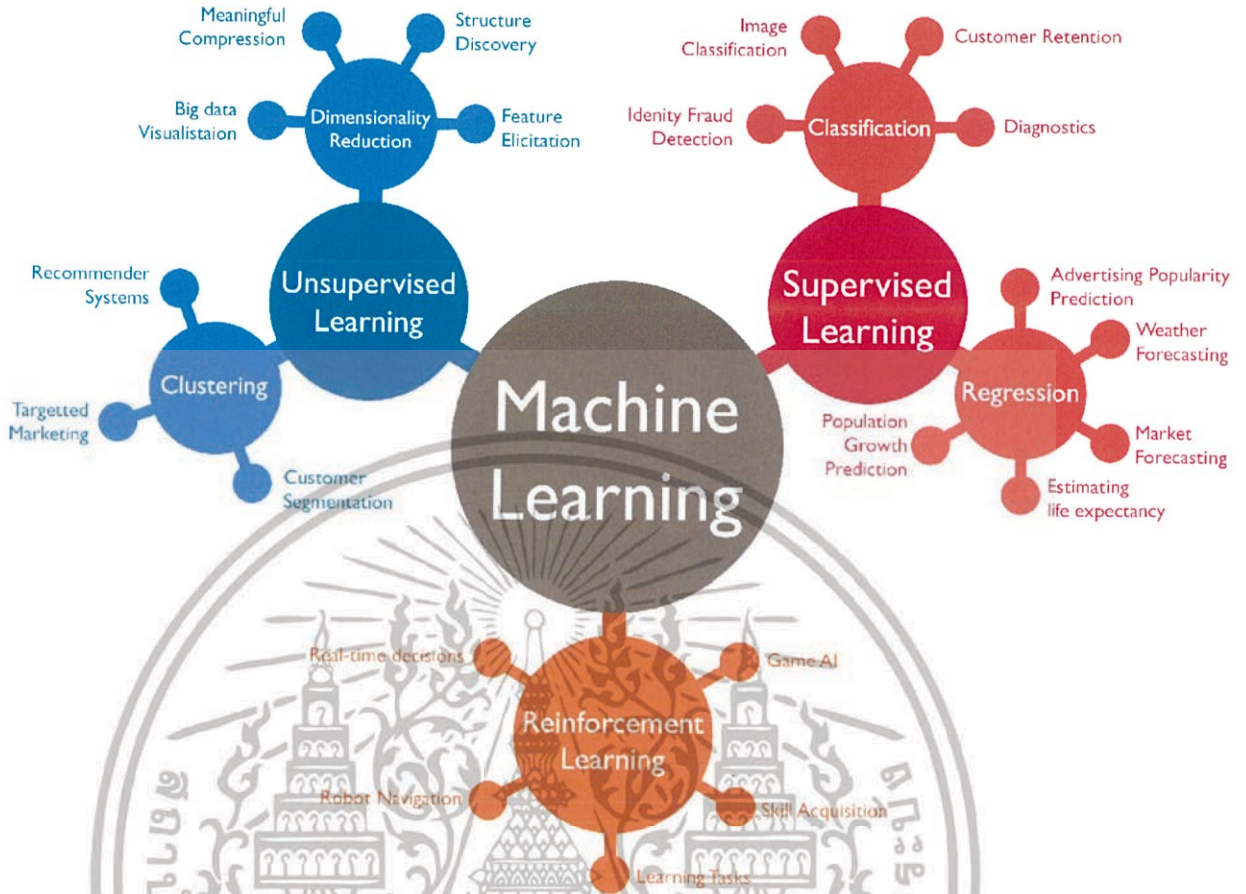 Meaningful
Compression
Structure
Discovery
Big data
Visualistaion
Dimensionality
Reduction
Feature
Elicitation
Image
Classification
Customer Retention
Idenity Fraud
Detection
Classification
Diagnostics
Unsupervised
Learning
Supervised
Learning
Recommender
Systems
Clustering
Targetted
Marketing
Customer
Segmentation
Advertising Popularity
Prediction
Weather
Forecasting
Regression
Population
Growth
Prediction
Market
Forecasting
Estimating
life expectancy
Machine
Learning
Real-time decisions
Game AI
Reinforcement
Learning
Robot Navigation
Skill Acquisition
Learning Tasks